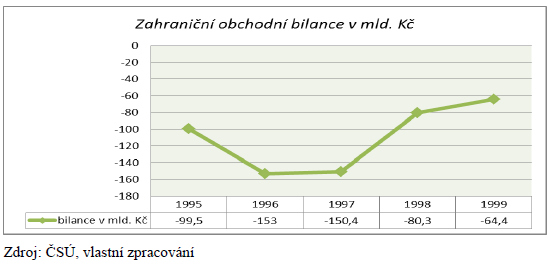 Zahraniční obchodní bilance v mld. Kč
0
-20
-40
-60
-80
-100
-120
-140
-160
-180
1995 1996 1997 1998 1999
bilance v mld. Kč -99,5 -153 -150,4 -80,3 -64,4
Zdroj: ČSÚ, vlastní zpracování